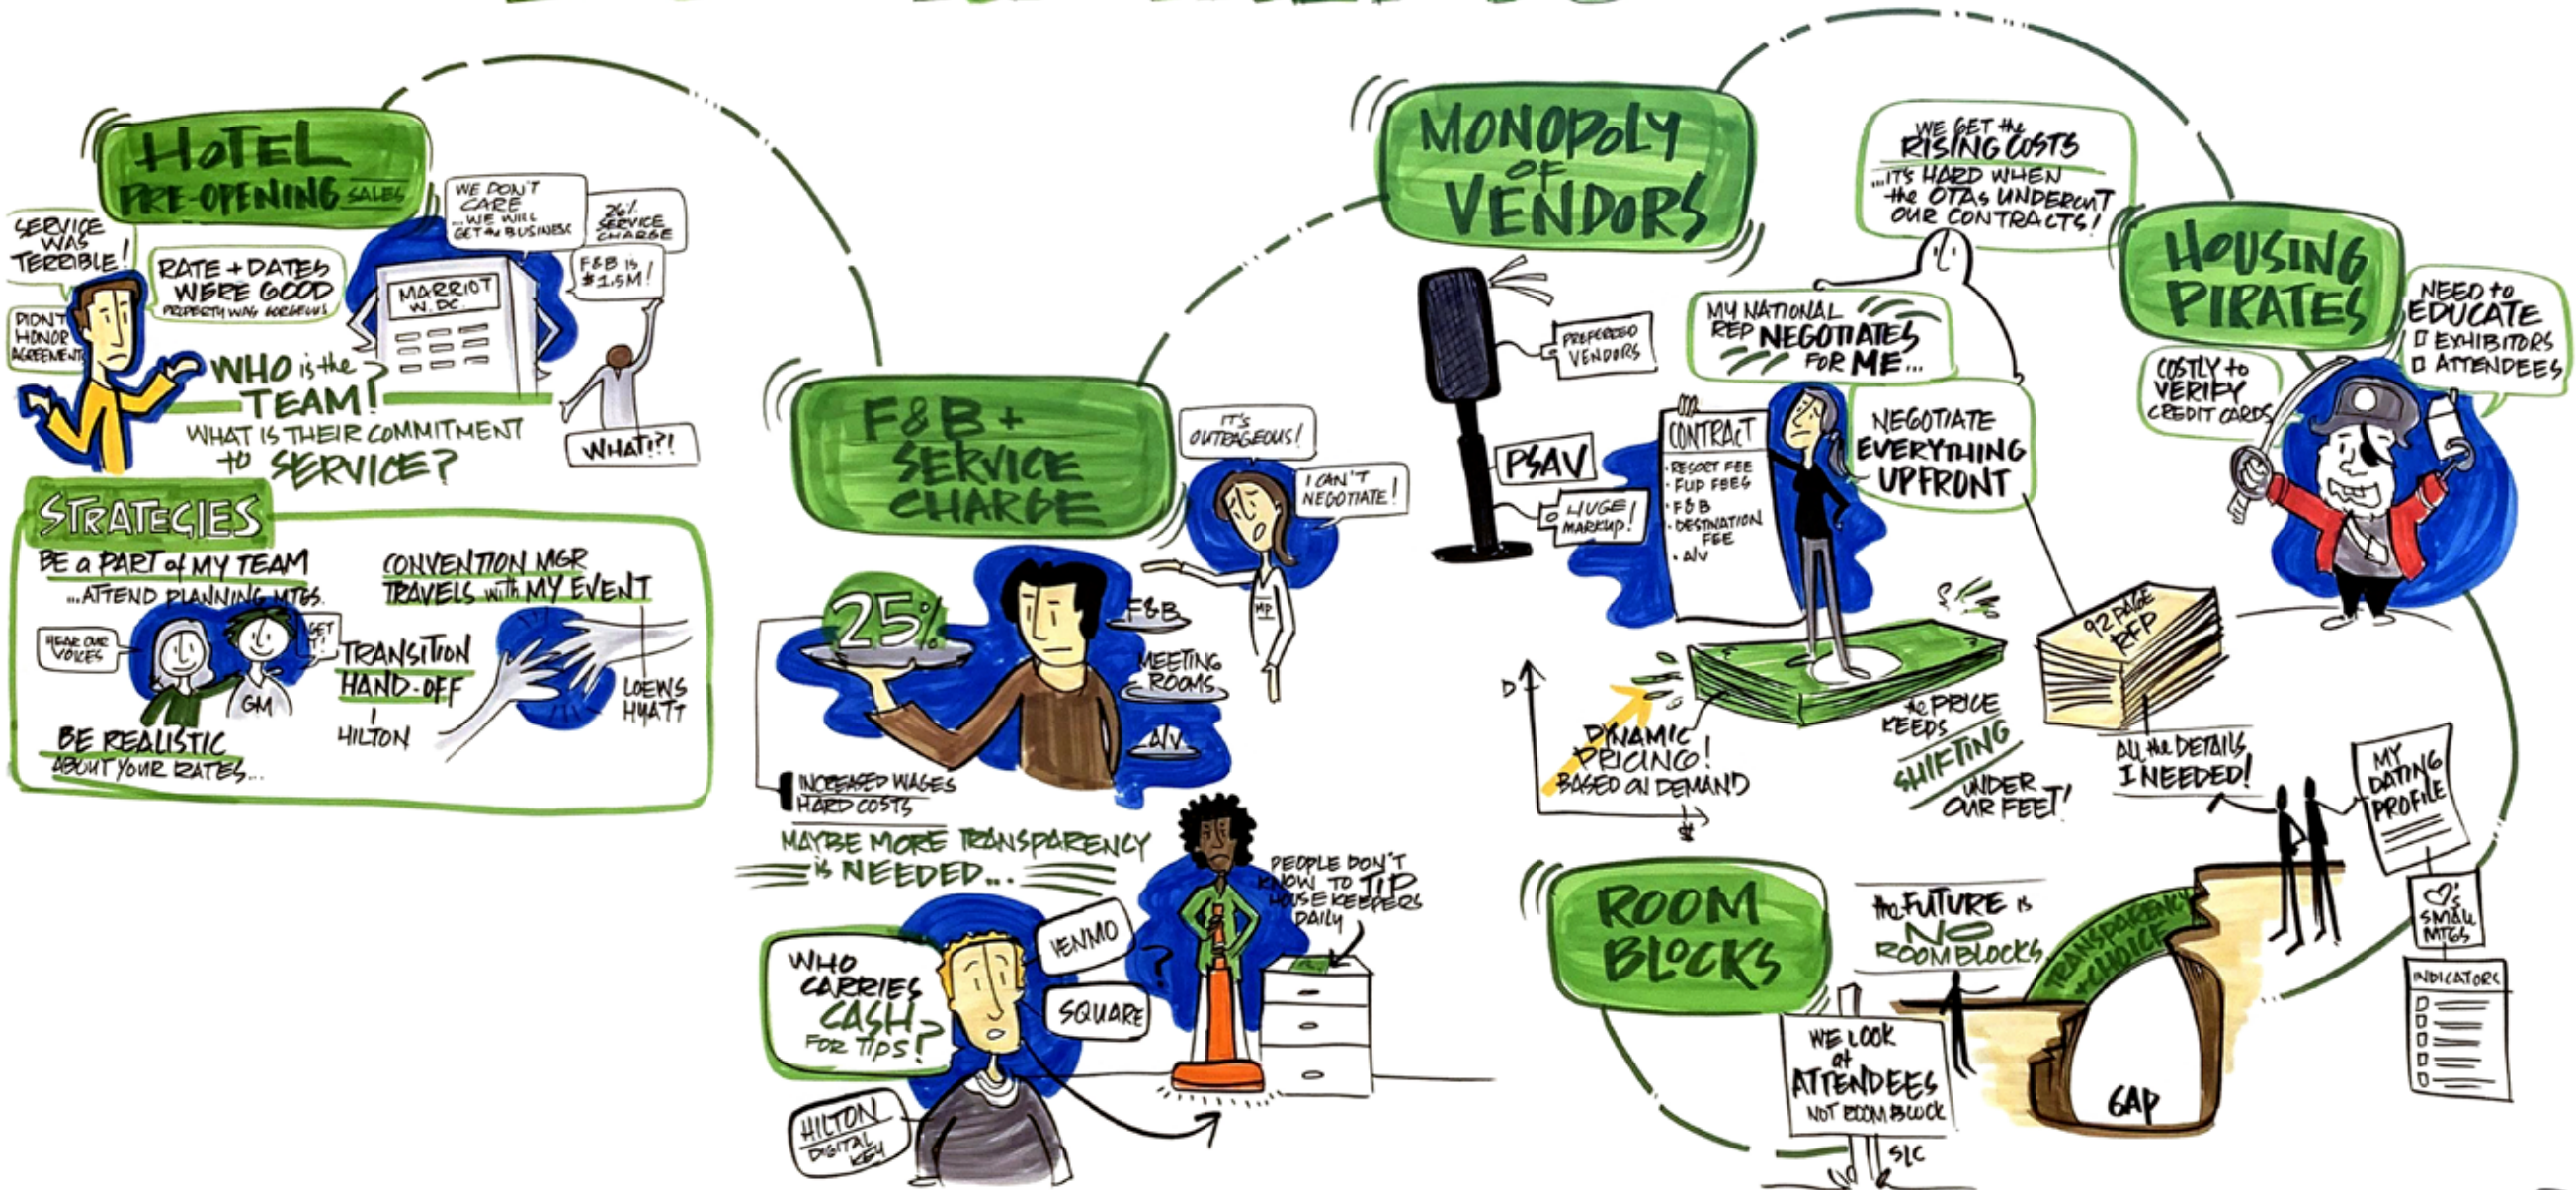 HOTEL
PRE-OPENING SALES
SERVICE
WAS
TERRIBLE!
RATE + DATES
WERE GOOD
PROPERTY WAS GORGEOUS
DIDN'T
HONOR
AGREEMENT
WE DON'T
CARE
...WE WILL
GET the BUSINESS
26%
SERVICE
CHARGE
F&B IS
$1.5M!
MARRIOT
W. DC.
WHAT!?!
WHO is the
TEAM?
WHAT IS THEIR COMMITMENT
to SERVICE?
STRATEGIES
BE a PART of MY TEAM
...ATTEND PLANNING MTGS.
HEAR OUR
VOICES
GET
IT!
GM
BE REALISTIC
ABOUT YOUR RATES...
CONVENTION MGR
TRAVELS with MY EVENT
TRANSITION
HAND-OFF
HILTON
LOEWS
HYATT
F&B +
SERVICE
CHARGE
IT'S
OUTRAGEOUS!
I CAN'T
NEGOTIATE!
MP
25%
F&B
MEETING
ROOMS
A/V
INCREASED WAGES
HARD COSTS
MAYBE MORE TRANSPARENCY
is NEEDED...
WHO
CARRIES
CASH
FOR TIPS?
VENMO
SQUARE
?
HILTON
DIGITAL
KEY
PEOPLE DON'T
KNOW TO TIP
HOUSEKEEPERS
DAILY
MONOPOLY
OF
VENDORS
PREFERRED
VENDORS
PSAV
HUGE
MARKUP!
WE GET the
RISING COSTS
...IT'S HARD WHEN
the OTAs UNDERCUT
OUR CONTRACTS!
MY NATIONAL
REP NEGOTIATES
FOR ME...
NEGOTIATE
EVERYTHING
UPFRONT
CONTRACT
• RESORT FEE
• FLIP FEES
• F&B
• DESTNATION
FEE
• A/V
D
$
DYNAMIC
PRICING!
BASED ON DEMAND
the PRICE
KEEPS
SHIFTING
UNDER
OUR FEET!
92 PAGE
RFP
ALL the DETAILS
I NEEDED!
HOUSING
PIRATES
COSTLY to
VERIFY
CREDIT CARDS
NEED to
EDUCATE
EXHIBITORS
ATTENDEES
ROOM
BLOCKS
the FUTURE is
NO
ROOM BLOCKS
WE LOOK
at
ATTENDEES
NOT ROOM BLOCK
SLC
TRANSPARENCY
+ CHOICE
GAP
MY
DATING
PROFILE
♡'s
SMALL
MTGS
INDICATORS